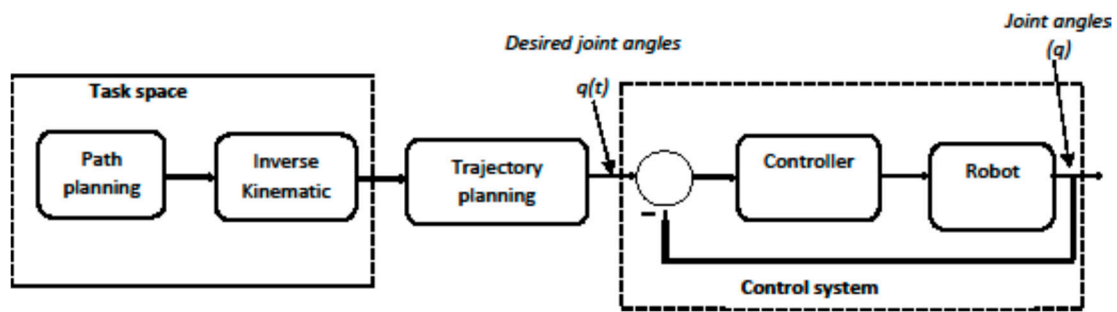 Desired joint angles
q(t)
Joint angles
(q)
Task space
Path
planning
Inverse
Kinematic
Trajectory
planning
Controller
Robot
–
Control system